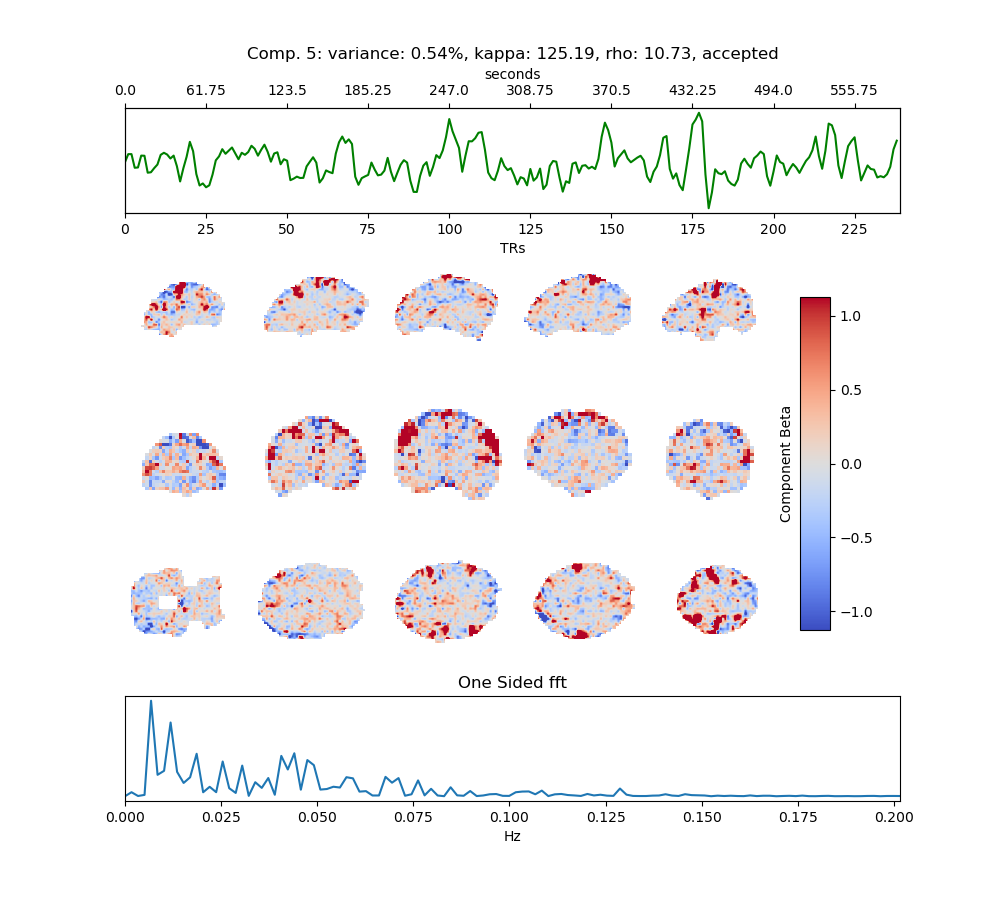 Comp. 5: variance: 0.54%, kappa: 125.19, rho: 10.73, accepted
seconds
0.0 61.75 123.5 185.25 247.0 308.75 370.5 432.25 494.0 555.75
0 25 50 75 100 125 150 175 200 225
TRs
1.0
0.5
0.0
−0.5
−1.0
Component Beta
One Sided fft
0.000 0.025 0.050 0.075 0.100 0.125 0.150 0.175 0.200
Hz